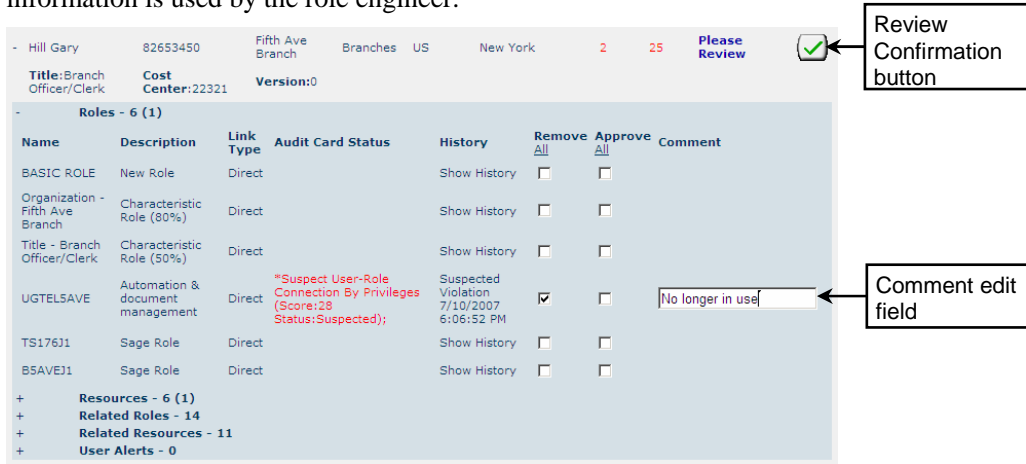 information is used by the role engineer.
- Hill Gary 82653450 Fifth Ave Branch Branches US New York 2 25 Please Review
Title:Branch Officer/Clerk Cost Center:22321 Version:0
- Roles - 6 (1)
Name Description Link Type Audit Card Status History Remove All Approve All Comment
BASIC ROLE New Role Direct Show History
Organization - Fifth Ave Branch Characteristic Role (80%) Direct Show History
Title - Branch Officer/Clerk Characteristic Role (50%) Direct Show History
UGTEL5AVE Automation & document management Direct *Suspect User-Role Connection By Privileges (Score:28 Status:Suspected); Suspected Violation 7/10/2007 6:06:52 PM No longer in use
TS176J1 Sage Role Direct Show History
B5AVEJ1 Sage Role Direct Show History
+ Resources - 6 (1)
+ Related Roles - 14
+ Related Resources - 11
+ User Alerts - 0
Review
Confirmation
button
Comment edit
field